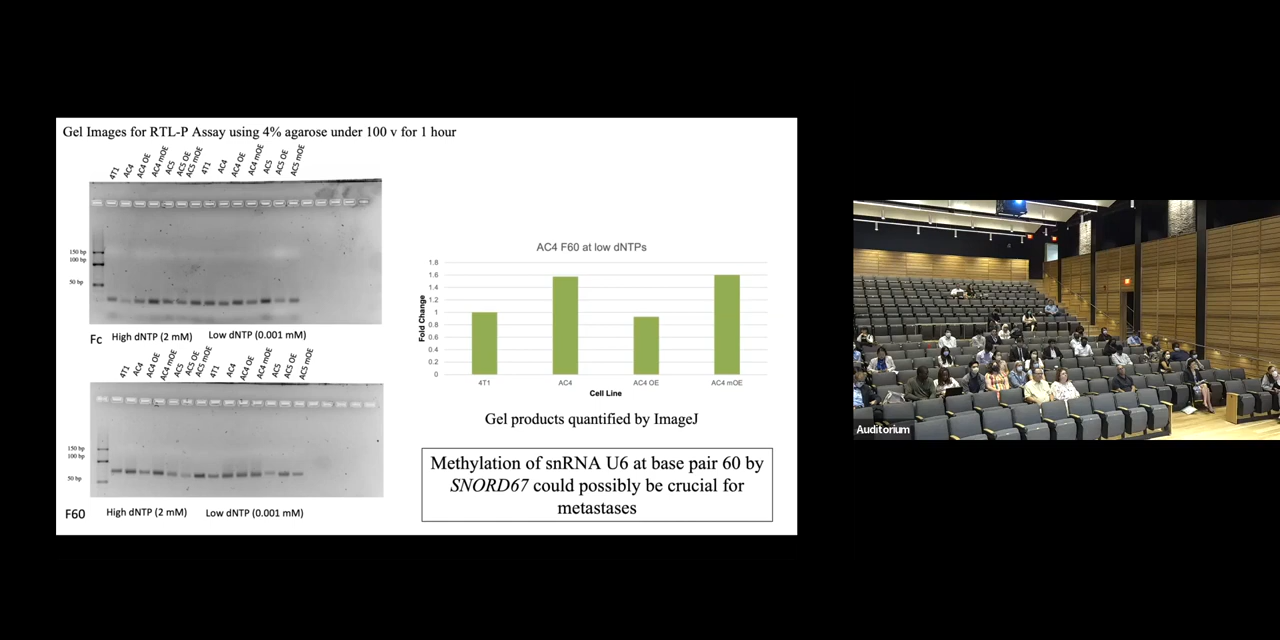 Gel Images for RTL-P Assay using 4% agarose under 100 v for 1 hour
4T1 AC4 AC4 OE AC4 mOE AC5 AC5 OE AC5 mOE 4T1 AC4 AC4 OE AC4 mOE AC5 AC5 OE AC5 mOE
150 bp
100 bp
50 bp
Fc High dNTP (2 mM) Low dNTP (0.001 mM)
4T1 AC4 AC4 OE AC4 mOE AC5 AC5 OE AC5 mOE 4T1 AC4 AC4 OE AC4 mOE AC5 AC5 OE AC5 mOE
150 bp
100 bp
50 bp
F60 High dNTP (2 mM) Low dNTP (0.001 mM)
AC4 F60 at low dNTPs
Fold Change
1.8
1.6
1.4
1.2
1
0.8
0.6
0.4
0.2
0
4T1 AC4 AC4 OE AC4 mOE
Cell Line
Gel products quantified by ImageJ
Methylation of snRNA U6 at base pair 60 by
SNORD67 could possibly be crucial for
metastases
Auditorium